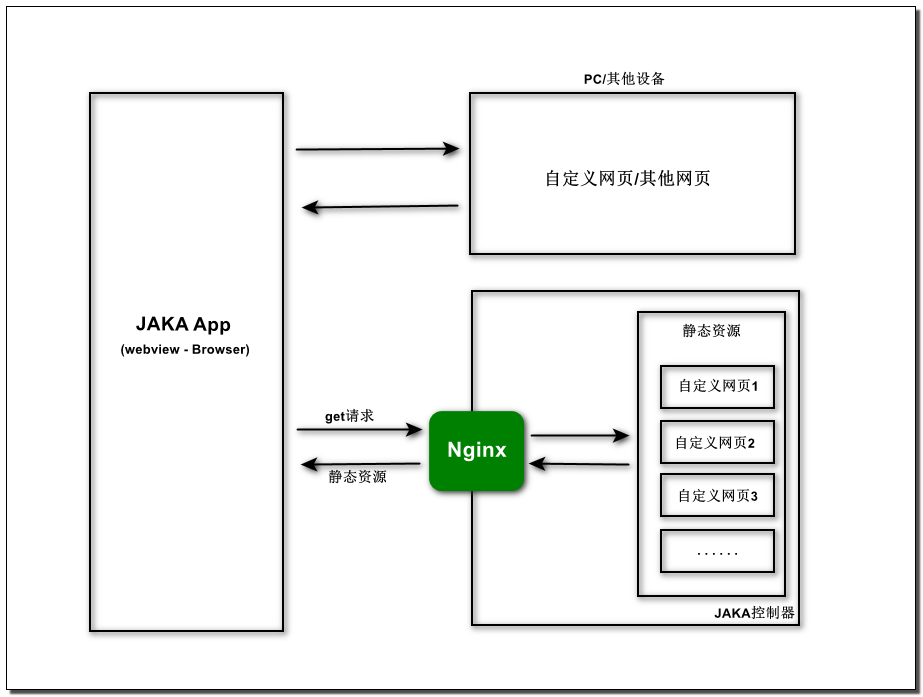 PC/其他设备
自定义网页/其他网页
JAKA App
(webview - Browser)
静态资源
自定义网页1
get请求
Nginx
自定义网页2
静态资源
自定义网页3
......
JAKA控制器